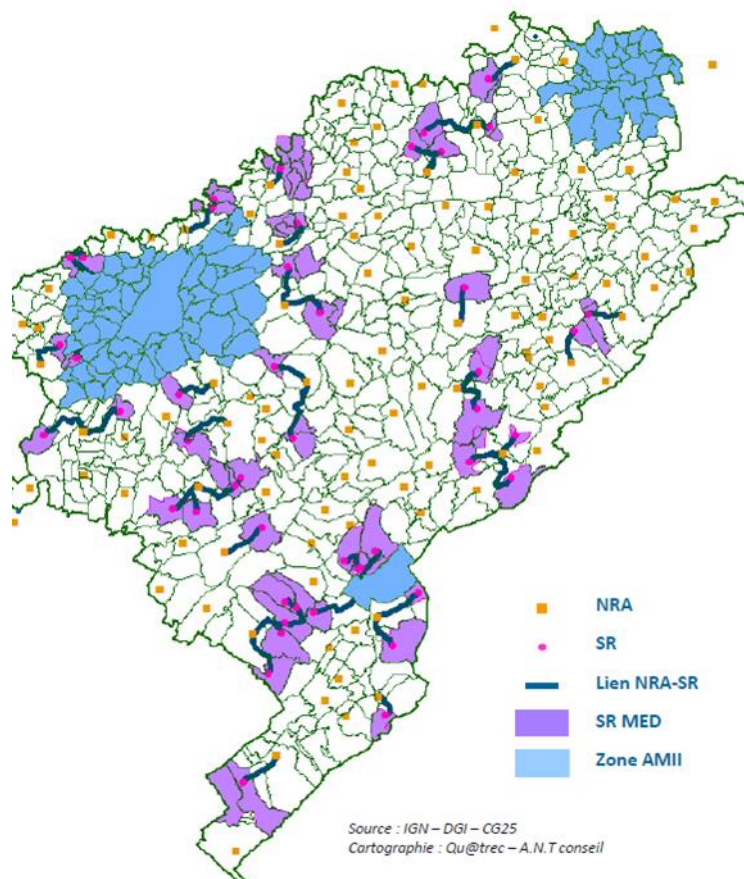 NRA
SR
Lien NRA-SR
SR MED
Zone AMII
Source : IGN – DGI – CG25
Cartographie : Qu@trec – A.N.T conseil